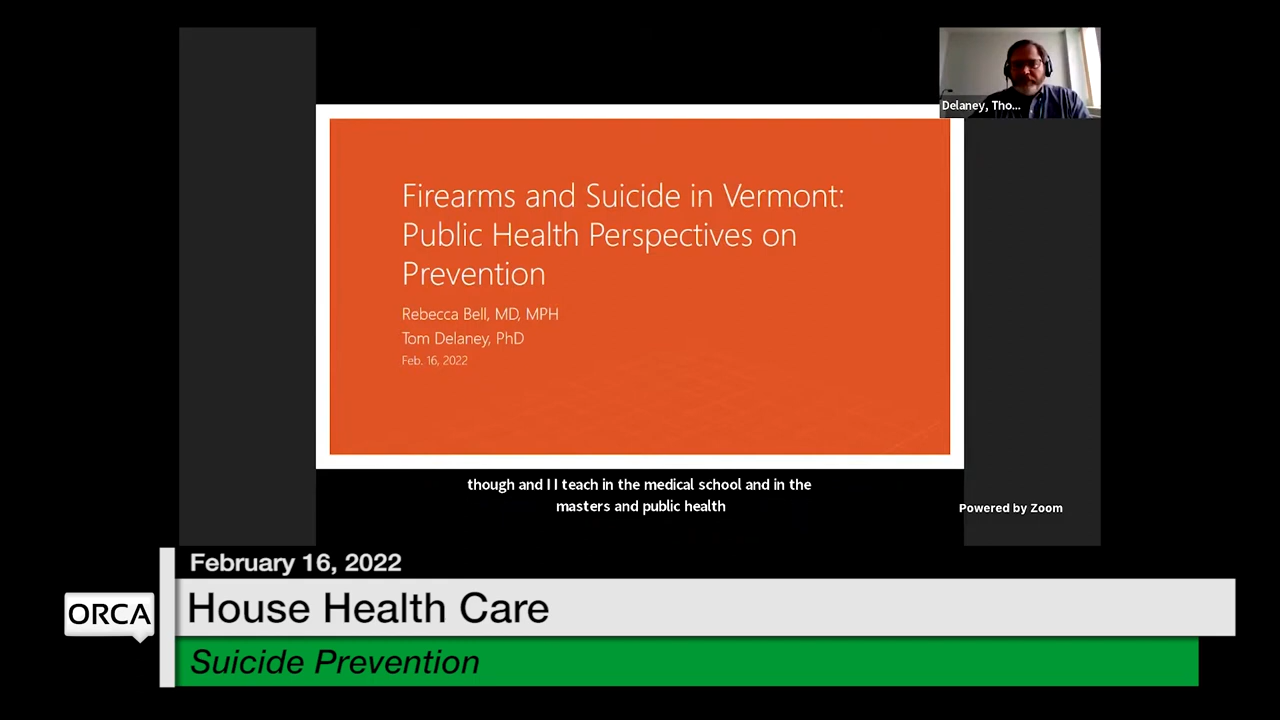 Delaney, Tho...
Firearms and Suicide in Vermont:
Public Health Perspectives on
Prevention
Rebecca Bell, MD, MPH
Tom Delaney, PhD
Feb. 16, 2022
though and I I teach in the medical school and in the
masters and public health
Powered by Zoom
February 16, 2022
ORCA
House Health Care
Suicide Prevention